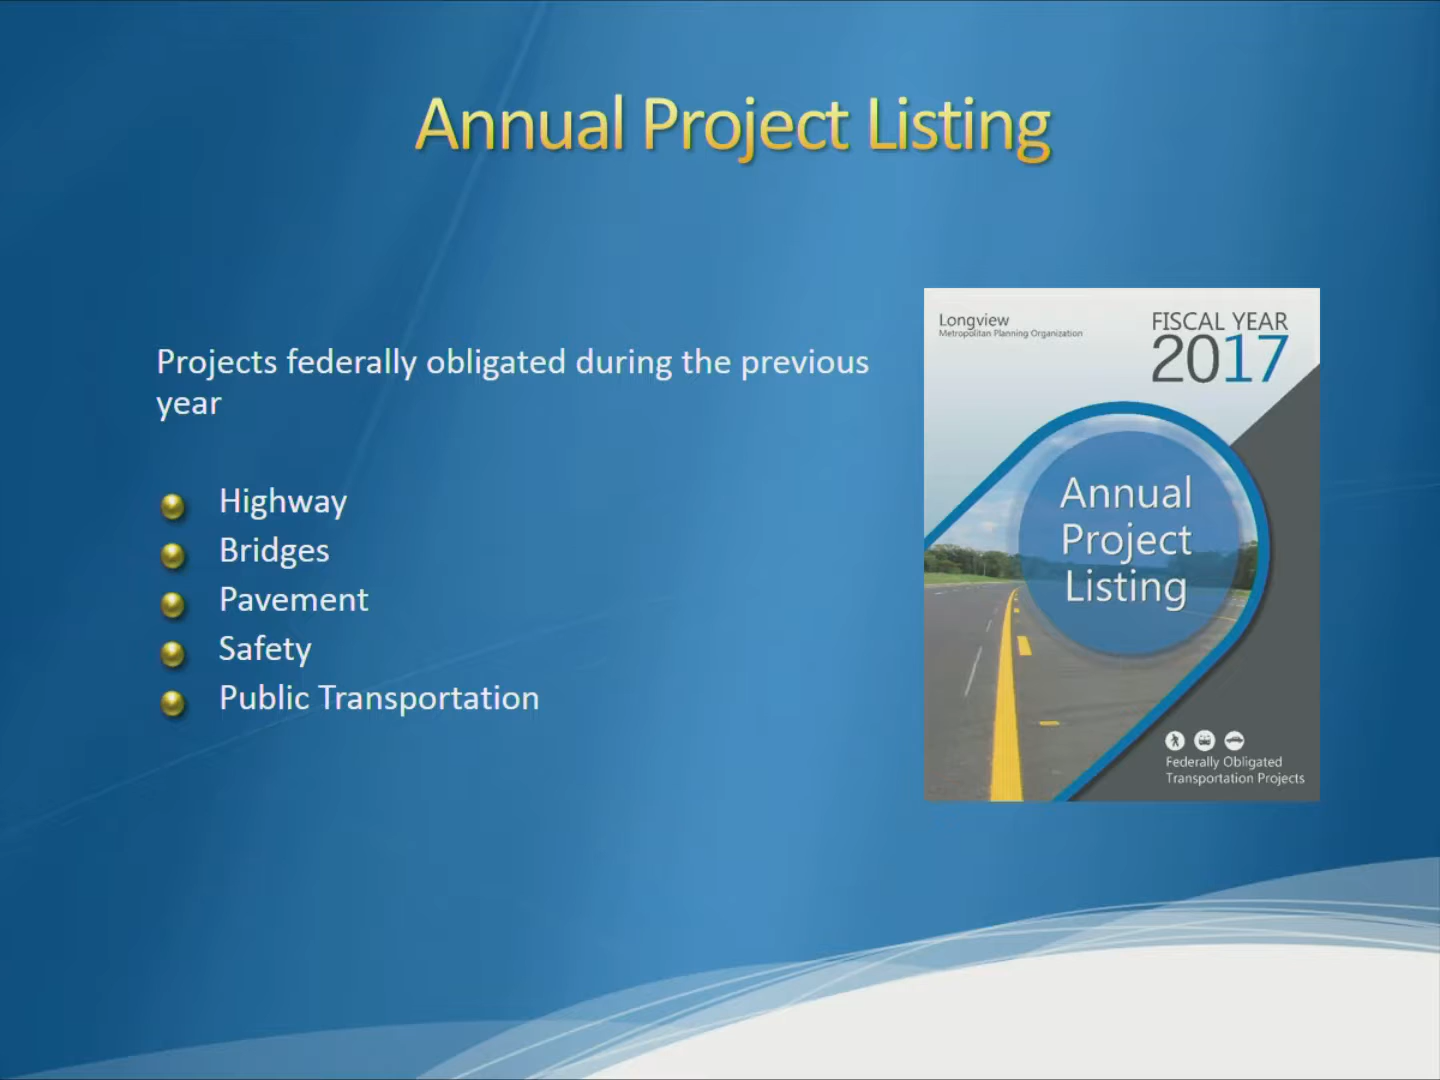 Annual Project Listing
Projects federally obligated during the previous
year
Highway
Bridges
Pavement
Safety
Public Transportation
Longview
Metropolitan Planning Organization
FISCAL YEAR
2017
Annual
Project
Listing
Federally Obligated
Transportation Projects